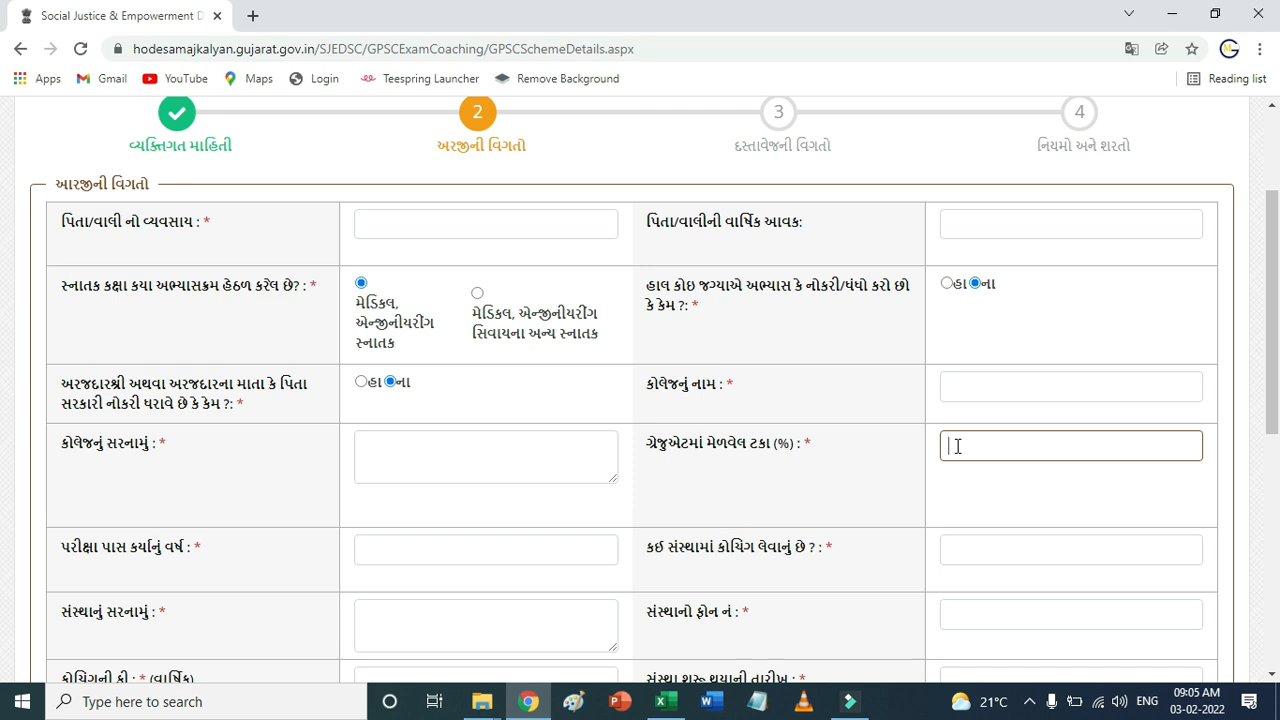 Social Justice & Empowerment D
hodesamajkalyan.gujarat.gov.in/SJEDSC/GPSCExamCoaching/GPSCSchemeDetails.aspx
Apps Gmail YouTube Maps Login Teespring Launcher Remove Background Reading list
2 3 4
વ્યક્તિગત માહિતી અરજીની વિગતો દસ્તાવેજની વિગતો નિયમો અને શરતો
આરજીની વિગતો
પિતા/વાલી નો વ્યવસાય : * પિતા/વાલીની વાર્ષિક આવક:
સ્નાતક કક્ષા કયા અભ્યાસક્રમ હેઠળ કરેલ છે? : *
મેડિકલ,
એન્જીનીયરીંગ
સ્નાતક
મેડિકલ, એન્જીનીયરીંગ
સિવાયના અન્ય સ્નાતક
હાલ કોઇ જગ્યાએ અભ્યાસ કે નોકરી/ધંધો કરો છો
કે કેમ ?: *
હા ના
અરજદારશ્રી અથવા અરજદારના માતા કે પિતા
સરકારી નોકરી ધરાવે છે કે કેમ ?: *
હા ના
કોલેજનું નામ : *
કોલેજનું સરનામું : * ગ્રેજુએટમાં મેળવેલ ટકા (%) : *
પરીક્ષા પાસ કર્યાનું વર્ષ : * કઈ સંસ્થામાં કોચિંગ લેવાનું છે ? : *
સંસ્થાનું સરનામું : * સંસ્થાનો ફોન નં : *
કોચિંગની ફી : * (વાર્ષિક) સંસ્થા શરૂ થયાની તારીખ : *
Type here to search
21°C ENG 09:05 AM
03-02-2022